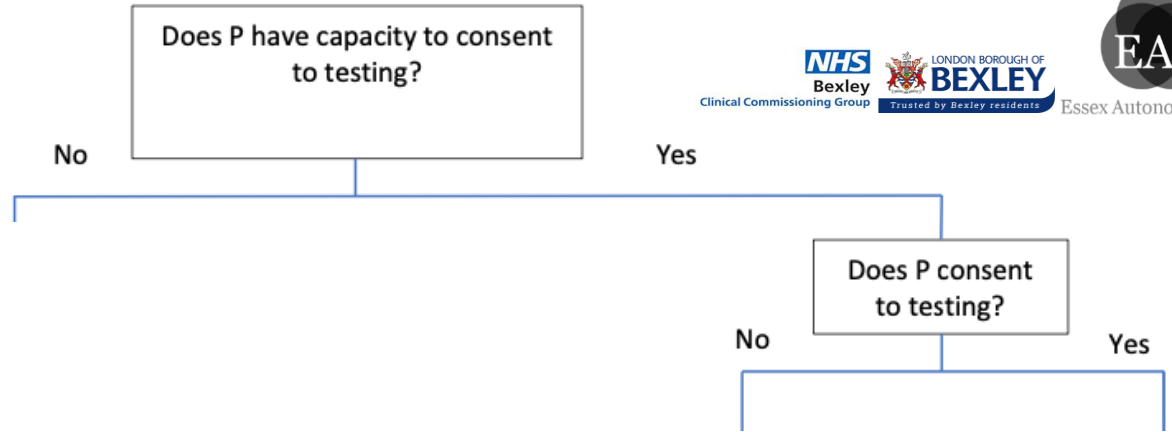 Does P have capacity to consent
to testing?
NHS
Bexley
Clinical Commissioning Group
LONDON BOROUGH OF
BEXLEY
Trusted by Bexley residents
EA
Essex Autono
No
Yes
Does P consent
to testing?
No
Yes